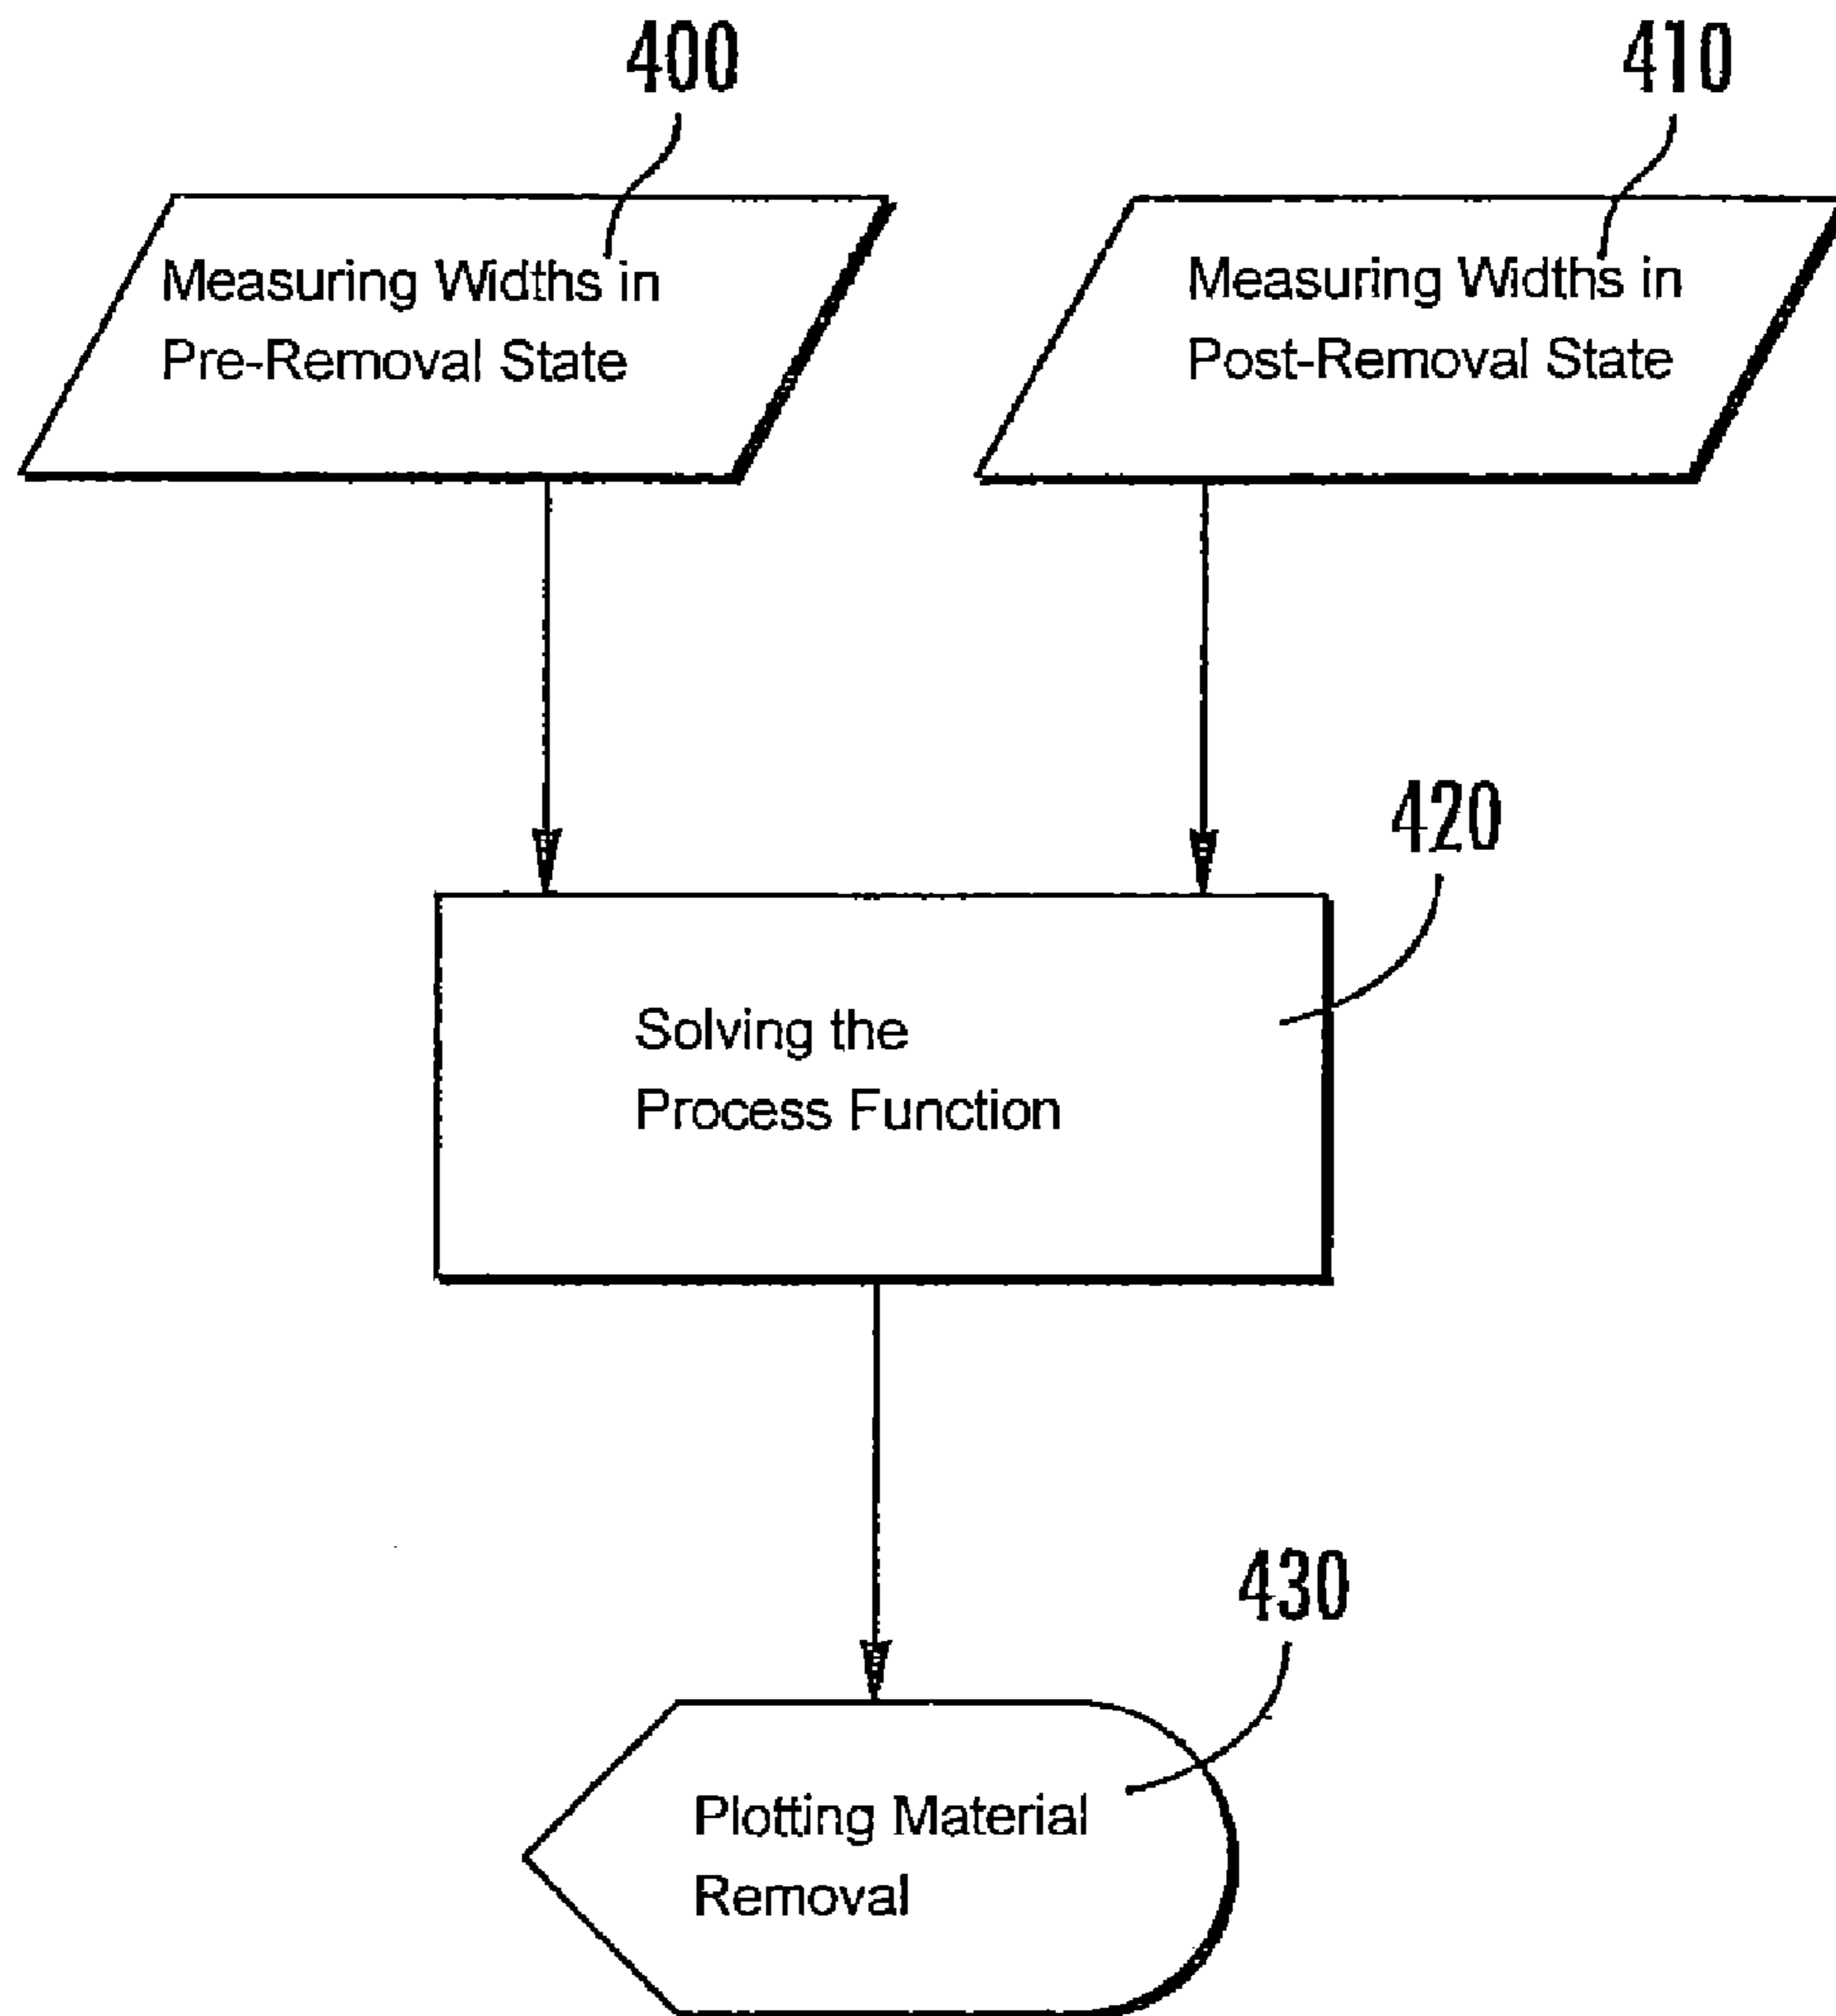 400
410
Measuring Widths in
Pre-Removal State
Measuring Widths in
Post-Removal State
420
Solving the
Process Function
430
Plotting Material
Removal